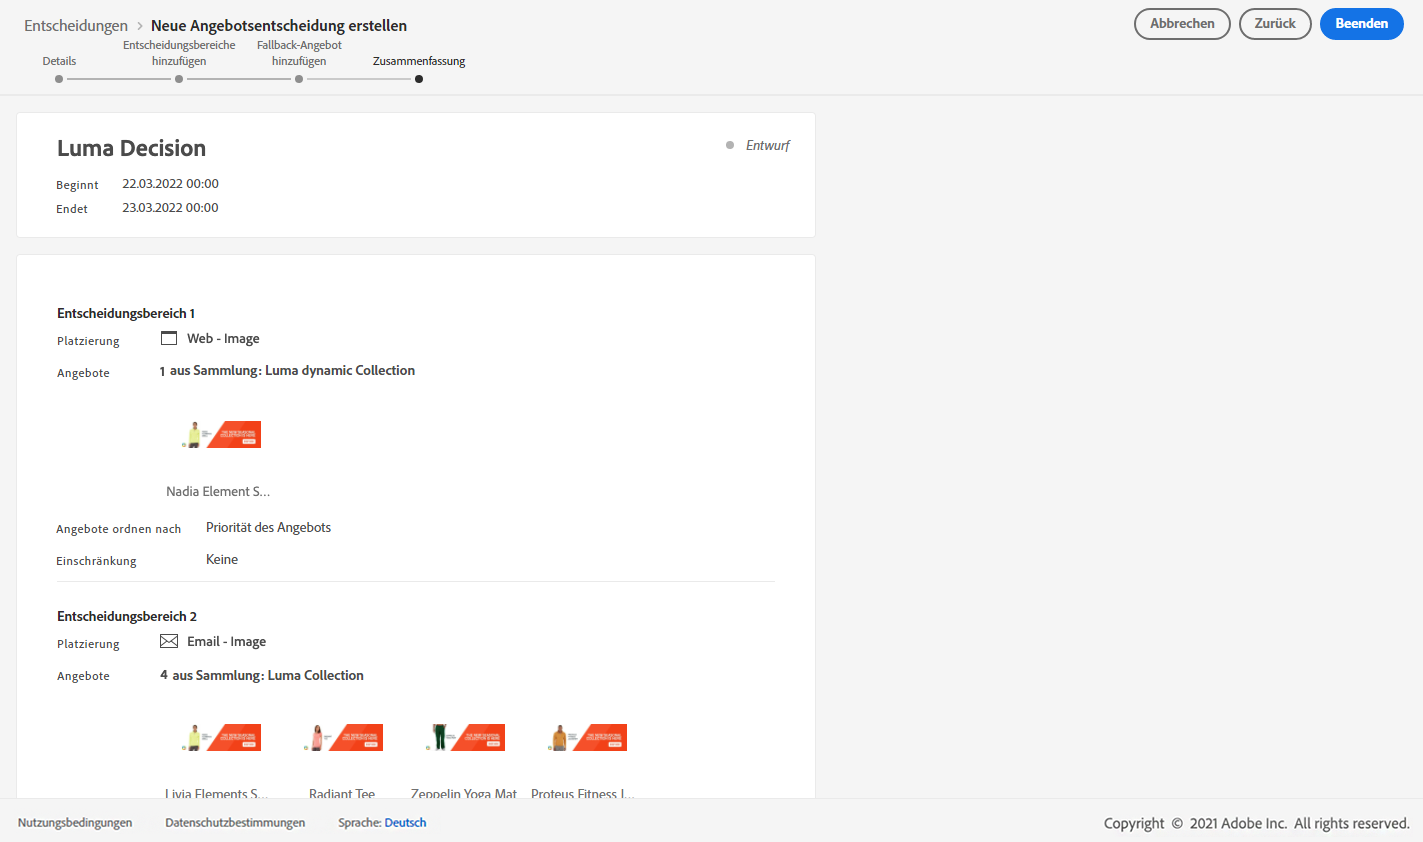 Entscheidungen > Neue Angebotsentscheidung erstellen
Abbrechen
Zurück
Beenden
Details
Entscheidungsbereiche
hinzufügen
Fallback-Angebot
hinzufügen
Zusammenfassung
Luma Decision
Entwurf
Beginnt 22.03.2022 00:00
Endet 23.03.2022 00:00
Entscheidungsbereich 1
Platzierung Web - Image
Angebote 1 aus Sammlung: Luma dynamic Collection
Nadia Element S...
Angebote ordnen nach Priorität des Angebots
Einschränkung Keine
Entscheidungsbereich 2
Platzierung Email - Image
Angebote 4 aus Sammlung: Luma Collection
Livia Elements S... Radiant Tee Zeppelin Yoga Mat Proteus Fitness J...
Nutzungsbedingungen Datenschutzbestimmungen Sprache: Deutsch
Copyright © 2021 Adobe Inc. All rights reserved.